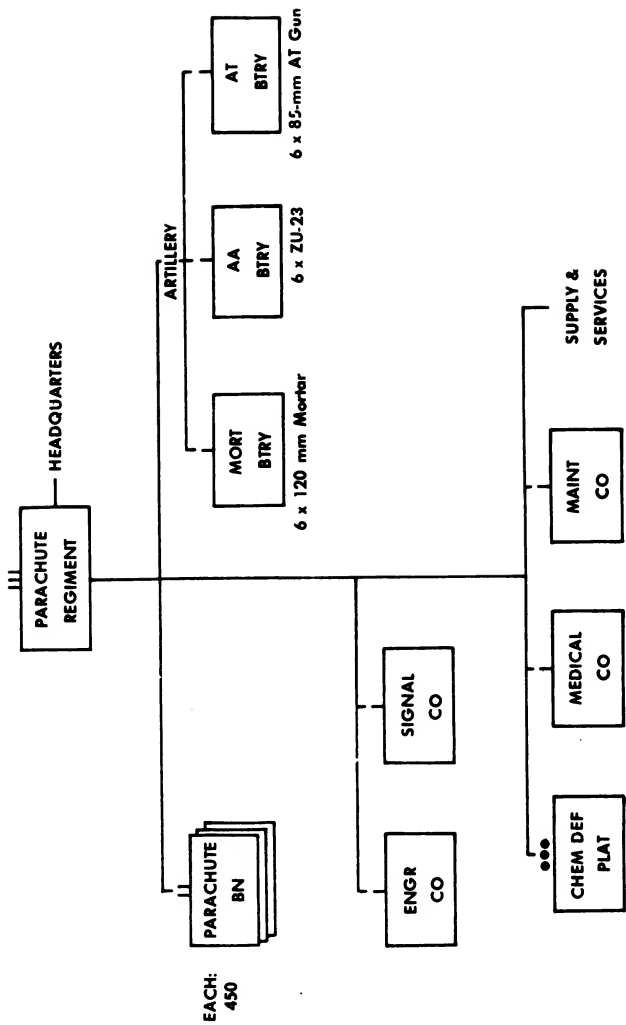 PARACHUTE
REGIMENT
HEADQUARTERS
EACH:
450
PARACHUTE
BN
ARTILLERY
MORT
BTRY
6 x 120 mm Mortar
AA
BTRY
6 x ZU-23
AT
BTRY
6 x 85-mm AT Gun
ENGR
CO
SIGNAL
CO
CHEM DEF
PLAT
MEDICAL
CO
MAINT
CO
SUPPLY &
SERVICES